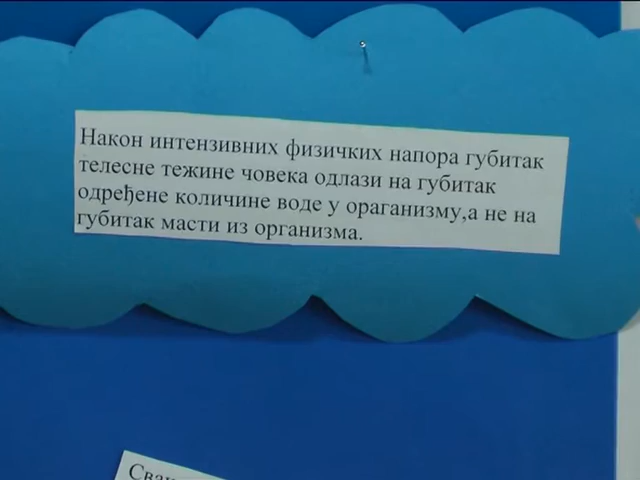 Након интензивних физичких напора губитак
телесне тежине човека одлази на губитак
одређене количине воде у ораганизму,а не на
губитак масти из организма.